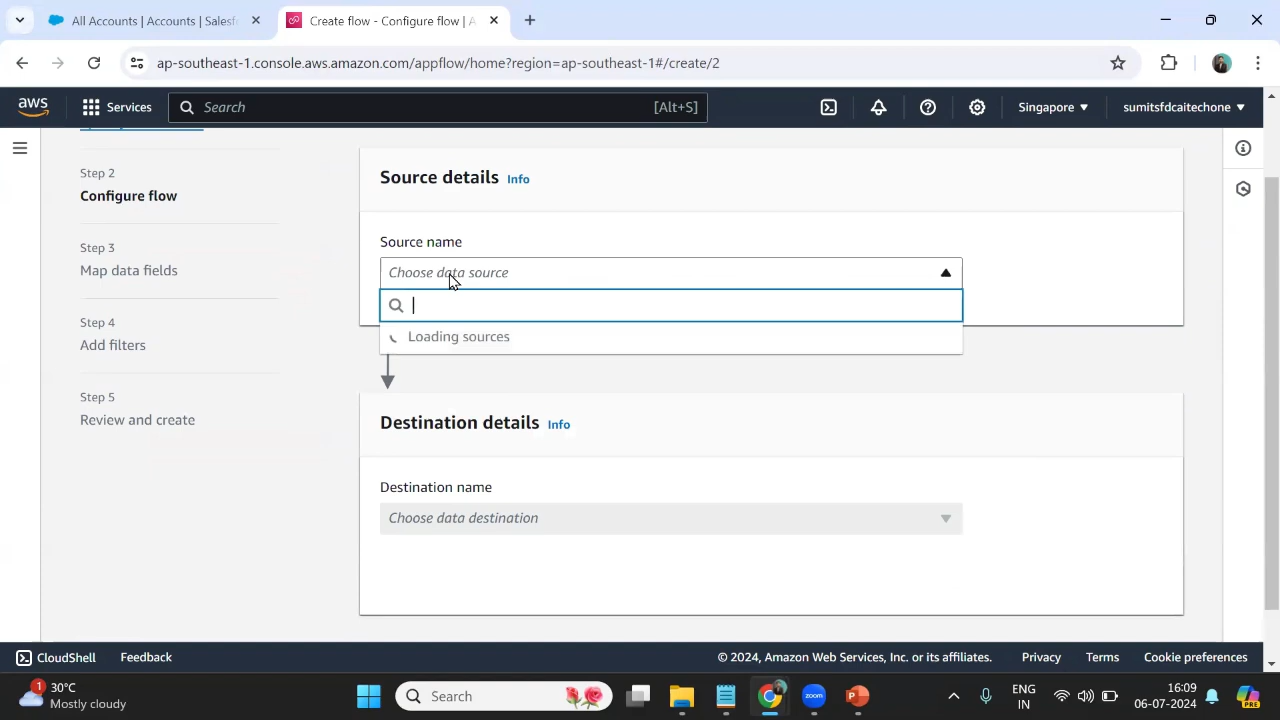 All Accounts | Accounts | Salesf
Create flow - Configure flow | A
ap-southeast-1.console.aws.amazon.com/appflow/home?region=ap-southeast-1#/create/2
aws
Services
Search
[Alt+S]
Singapore
sumitsfdcaitechone
Step 2
Configure flow
Step 3
Map data fields
Step 4
Add filters
Step 5
Review and create
Source details Info
Source name
Choose data source
Loading sources
Destination details Info
Destination name
Choose data destination
CloudShell
Feedback
© 2024, Amazon Web Services, Inc. or its affiliates.
Privacy
Terms
Cookie preferences
1
30°C
Mostly cloudy
Search
zoom
ENG
IN
16:09
06-07-2024
PRE